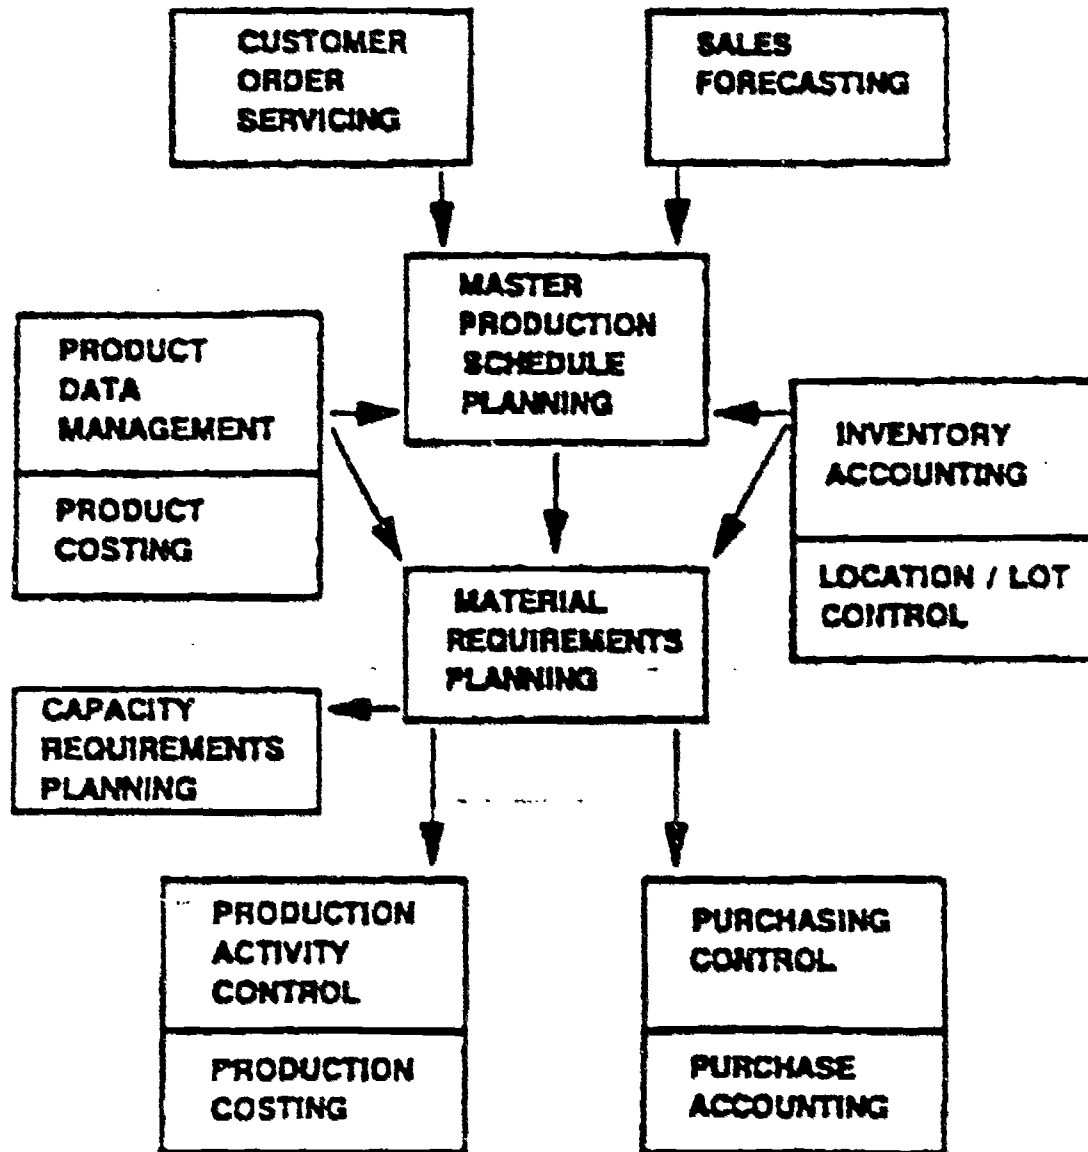 CUSTOMER
ORDER
SERVICING
SALES
FORECASTING
MASTER
PRODUCTION
SCHEDULE
PLANNING
PRODUCT
DATA
MANAGEMENT
PRODUCT
COSTING
INVENTORY
ACCOUNTING
LOCATION / LOT
CONTROL
MATERIAL
REQUIREMENTS
PLANNING
CAPACITY
REQUIREMENTS
PLANNING
PRODUCTION
ACTIVITY
CONTROL
PRODUCTION
COSTING
PURCHASING
CONTROL
PURCHASE
ACCOUNTING